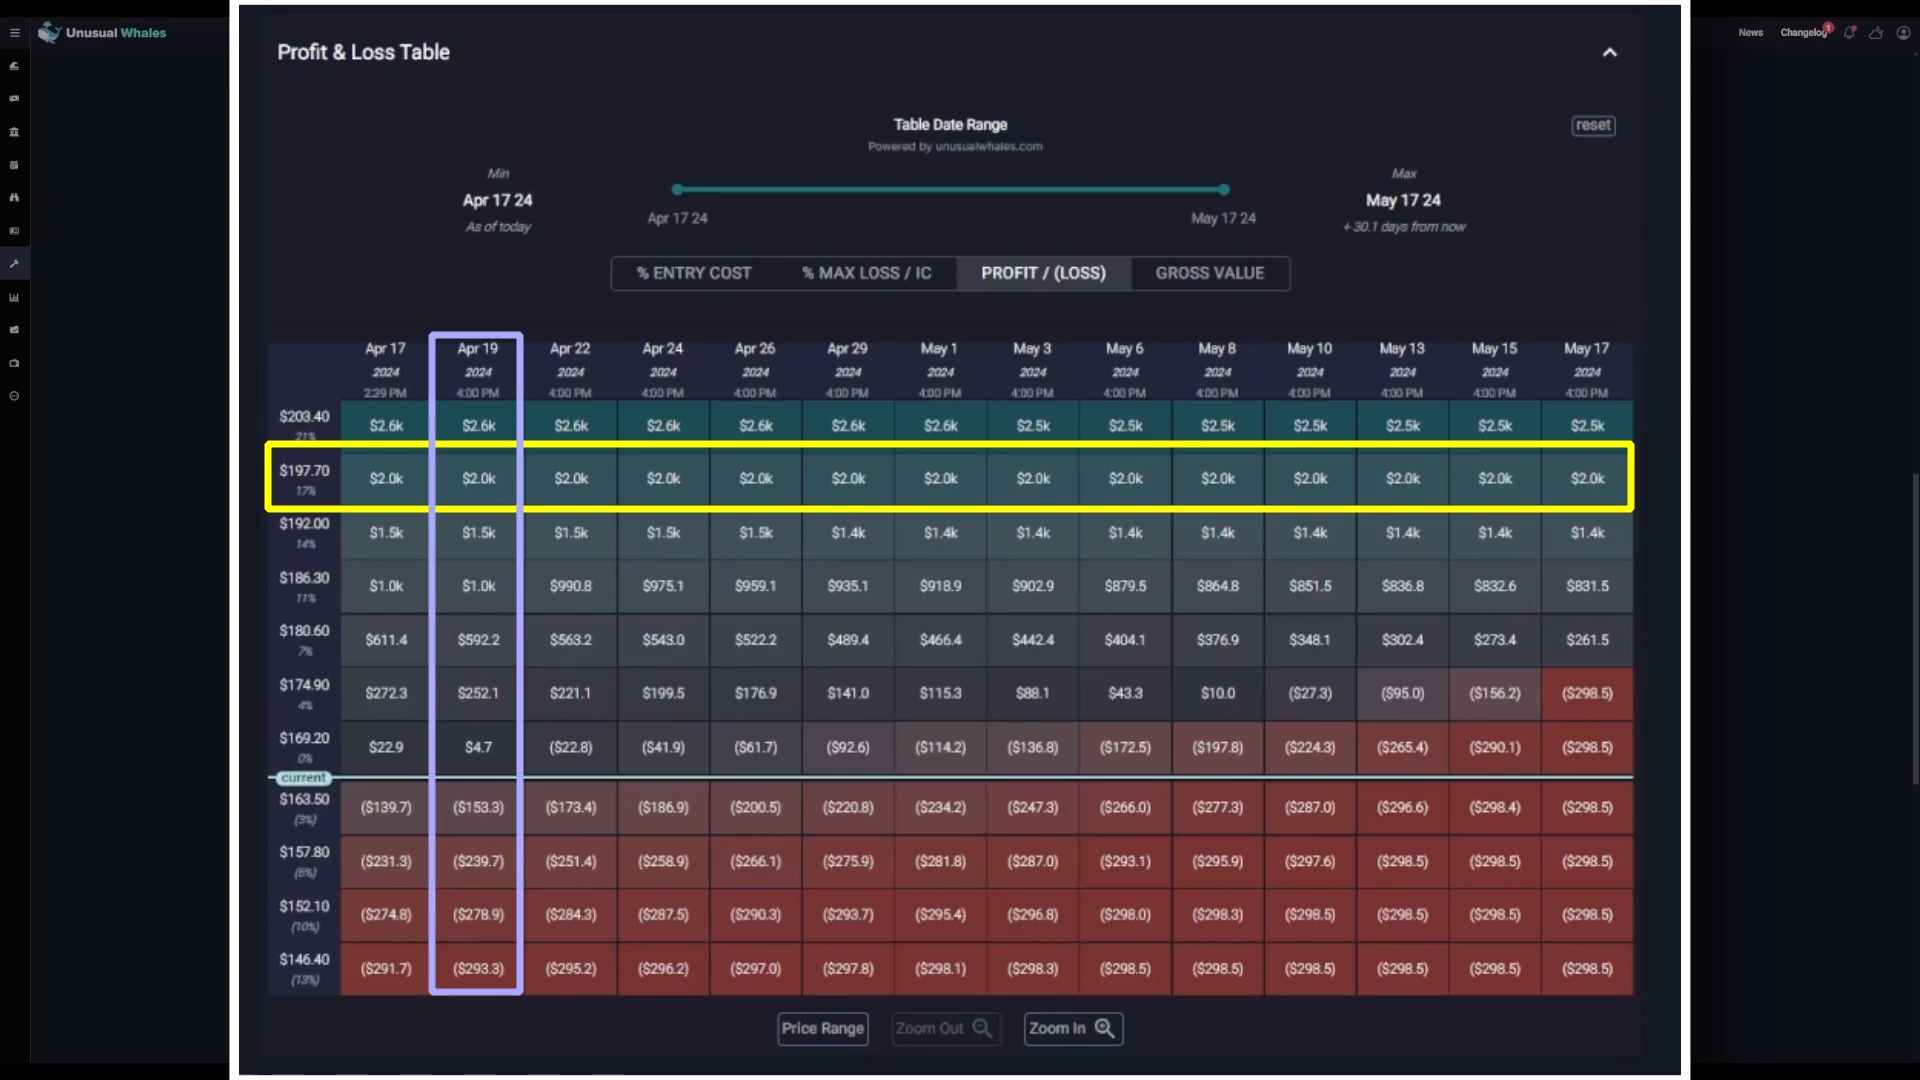 Unusual Whales
News
Changelog
1
Profit & Loss Table
Table Date Range
Powered by unusualwhales.com
reset
Min
Apr 17 24
As of today
Apr 17 24
May 17 24
Max
May 17 24
+ 30.1 days from now
% ENTRY COST
% MAX LOSS / IC
PROFIT / (LOSS)
GROSS VALUE
Apr 17 Apr 19 Apr 22 Apr 24 Apr 26 Apr 29 May 1 May 3 May 6 May 8 May 10 May 13 May 15 May 17
2024 2024 2024 2024 2024 2024 2024 2024 2024 2024 2024 2024 2024 2024
2:39 PM 4:00 PM 4:00 PM 4:00 PM 4:00 PM 4:00 PM 4:00 PM 4:00 PM 4:00 PM 4:00 PM 4:00 PM 4:00 PM 4:00 PM 4:00 PM
$203.40 $2.6k $2.6k $2.6k $2.6k $2.6k $2.6k $2.6k $2.5k $2.5k $2.5k $2.5k $2.5k $2.5k $2.5k
21%
$197.70 $2.0k $2.0k $2.0k $2.0k $2.0k $2.0k $2.0k $2.0k $2.0k $2.0k $2.0k $2.0k $2.0k $2.0k
17%
$192.00 $1.5k $1.5k $1.5k $1.5k $1.5k $1.4k $1.4k $1.4k $1.4k $1.4k $1.4k $1.4k $1.4k $1.4k
14%
$186.30 $1.0k $1.0k $990.8 $975.1 $959.1 $935.1 $918.9 $902.9 $879.5 $864.8 $851.5 $836.8 $832.6 $831.5
11%
$180.60 $611.4 $592.2 $563.2 $543.0 $522.2 $489.4 $466.4 $442.4 $404.1 $376.9 $348.1 $302.4 $273.4 $261.5
7%
$174.90 $272.3 $252.1 $221.1 $199.5 $176.9 $141.0 $115.3 $88.1 $43.3 $10.0 ($27.3) ($95.0) ($156.2) ($298.5)
4%
$169.20 $22.9 $4.7 ($22.8) ($41.9) ($61.7) ($92.6) ($114.2) ($136.8) ($172.5) ($197.8) ($224.3) ($265.4) ($290.1) ($298.5)
0%
current
$163.50 ($139.7) ($153.3) ($173.4) ($186.9) ($200.5) ($220.8) ($234.2) ($247.3) ($266.0) ($277.3) ($287.0) ($296.6) ($298.4) ($298.5)
(3%)
$157.80 ($231.3) ($239.7) ($251.4) ($258.9) ($266.1) ($275.9) ($281.8) ($287.0) ($293.1) ($295.9) ($297.6) ($298.5) ($298.5) ($298.5)
(6%)
$152.10 ($274.8) ($278.9) ($284.3) ($287.5) ($290.3) ($293.7) ($295.4) ($296.8) ($298.0) ($298.3) ($298.5) ($298.5) ($298.5) ($298.5)
(10%)
$146.40 ($291.7) ($293.3) ($295.2) ($296.2) ($297.0) ($297.8) ($298.1) ($298.3) ($298.5) ($298.5) ($298.5) ($298.5) ($298.5) ($298.5)
(13%)
Price Range
Zoom Out
Zoom In